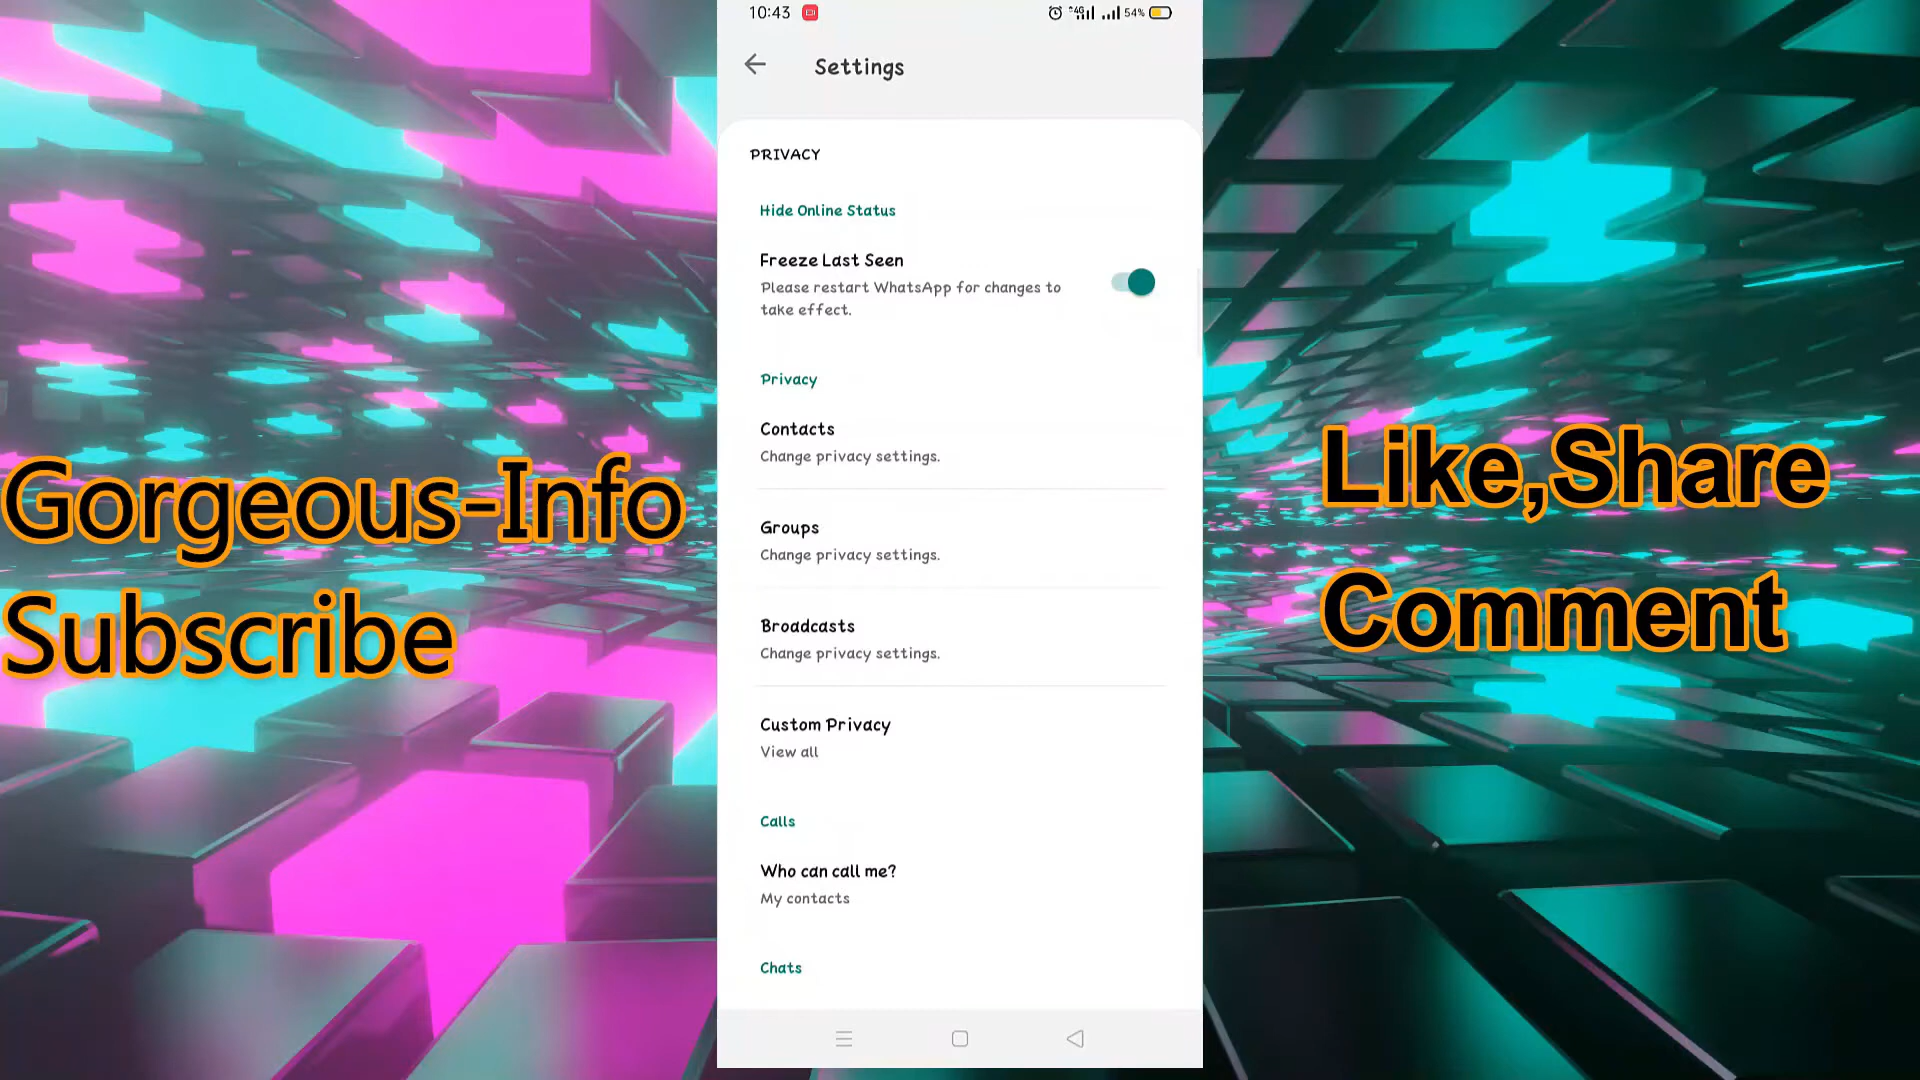 10:43
4G
54%
Settings
PRIVACY
Hide Online Status
Freeze Last Seen
Please restart WhatsApp for changes to
take effect.
Privacy
Contacts
Change privacy settings.
Groups
Change privacy settings.
Broadcasts
Change privacy settings.
Custom Privacy
View all
Calls
Who can call me?
My contacts
Chats
Gorgeous-Info
Subscribe
Like,Share
Comment